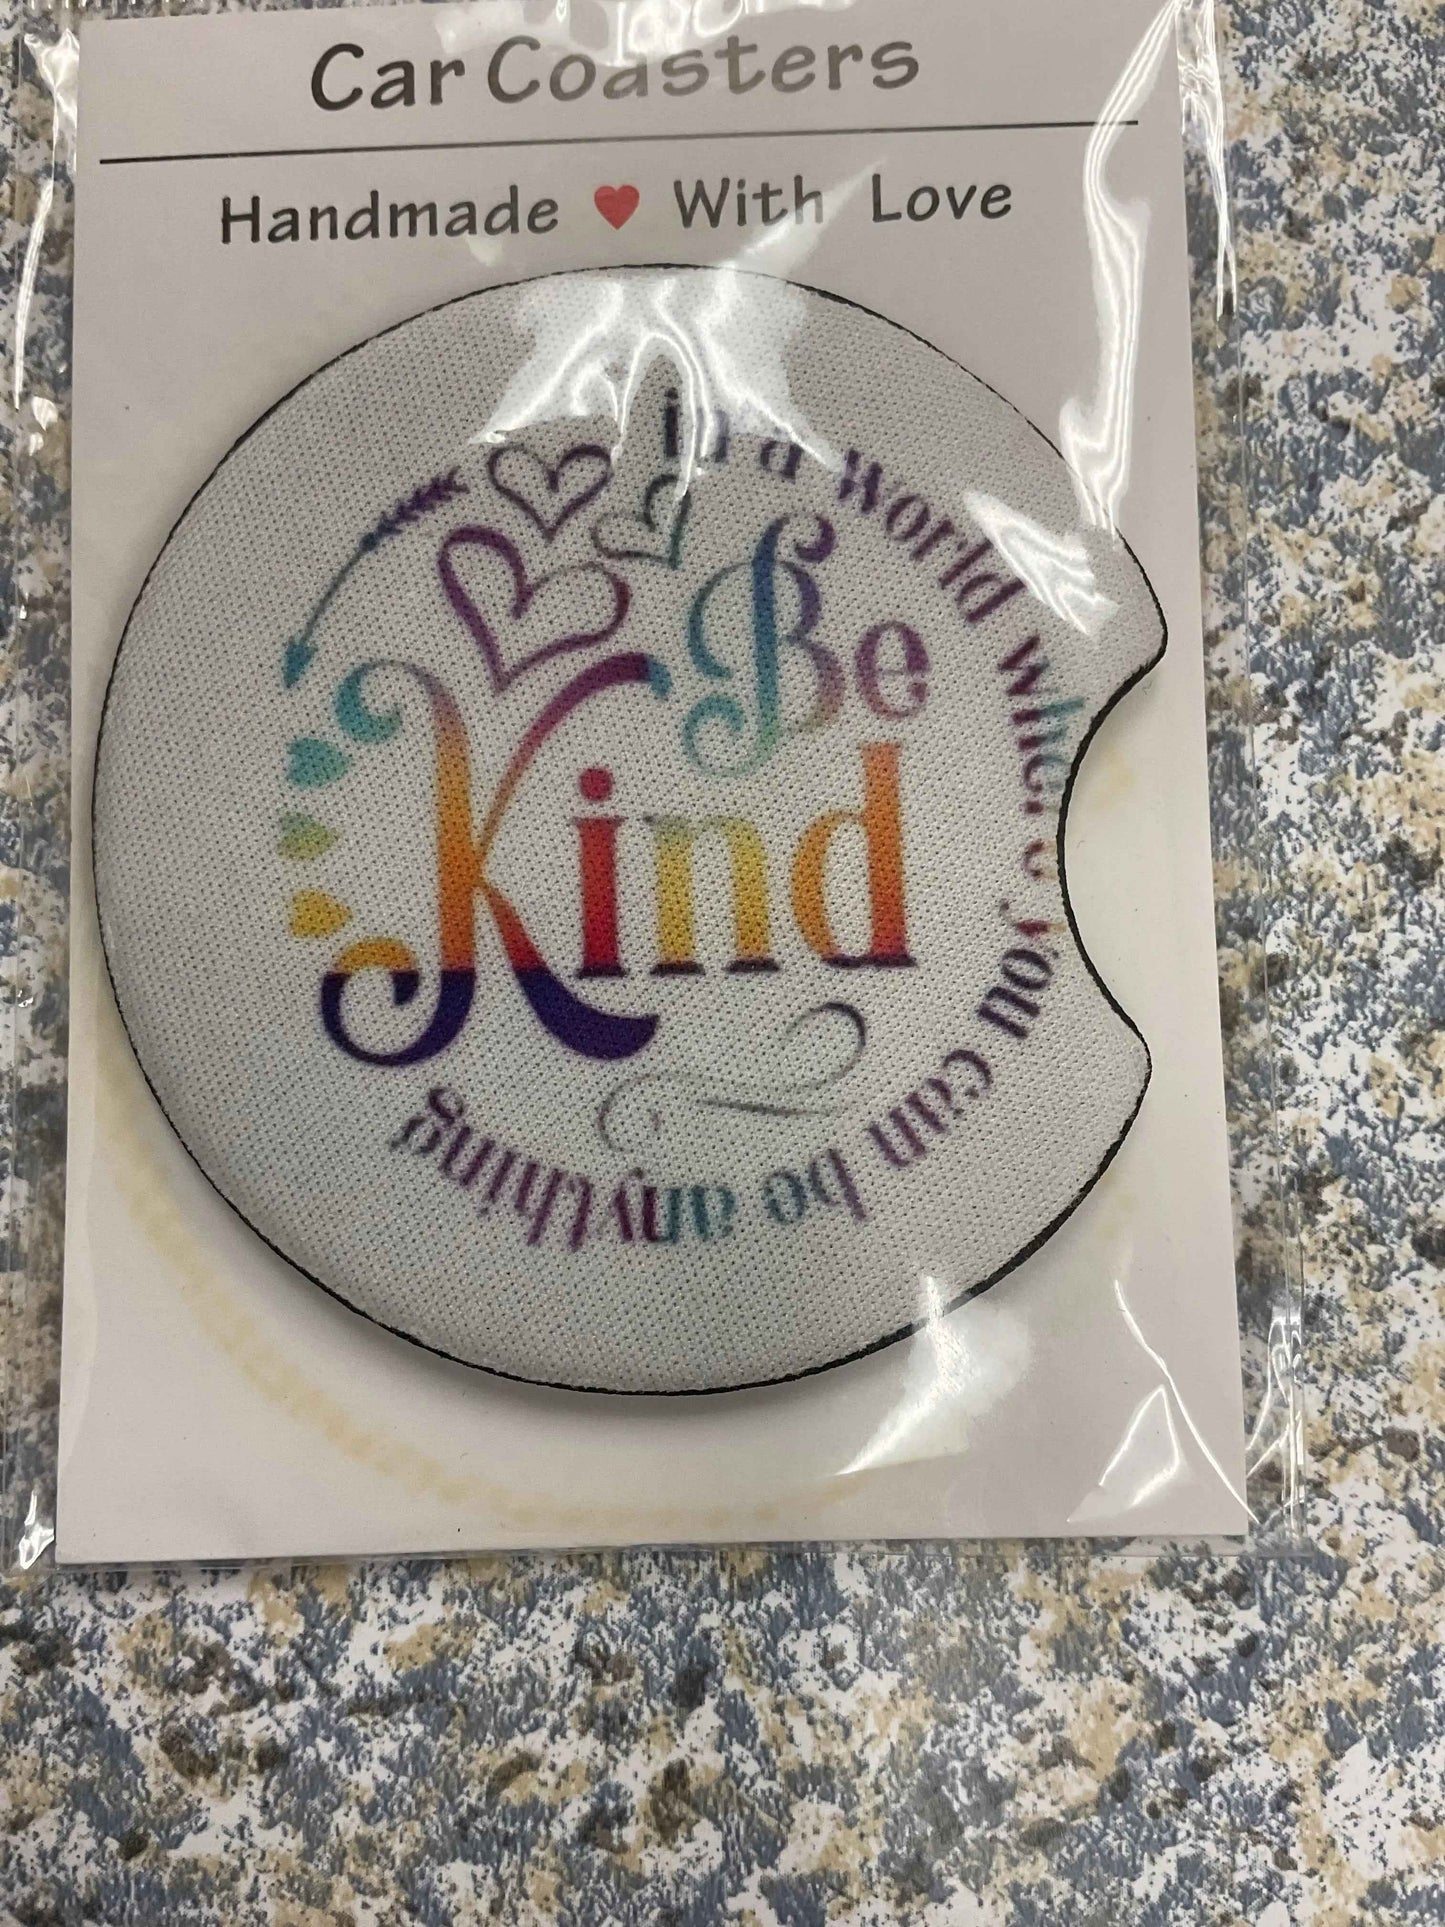 Car Coasters
Handmade ♥ With Love
in a world where you can be anything
Be
Kind